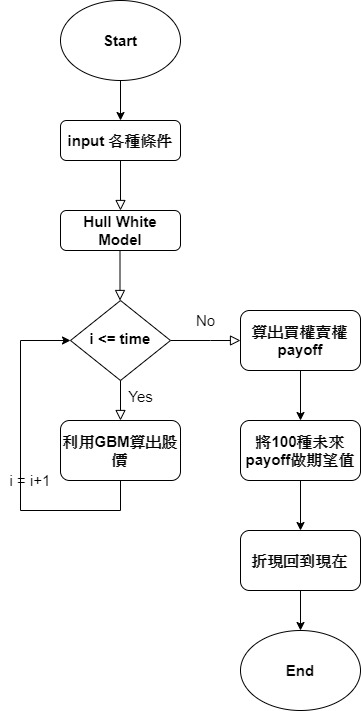 Start
input 各種條件
Hull White
Model
i <= time
No
Yes
利用GBM算出股
價
i = i+1
算出買權賣權
payoff
將100種未來
payoff做期望值
折現回到現在
End